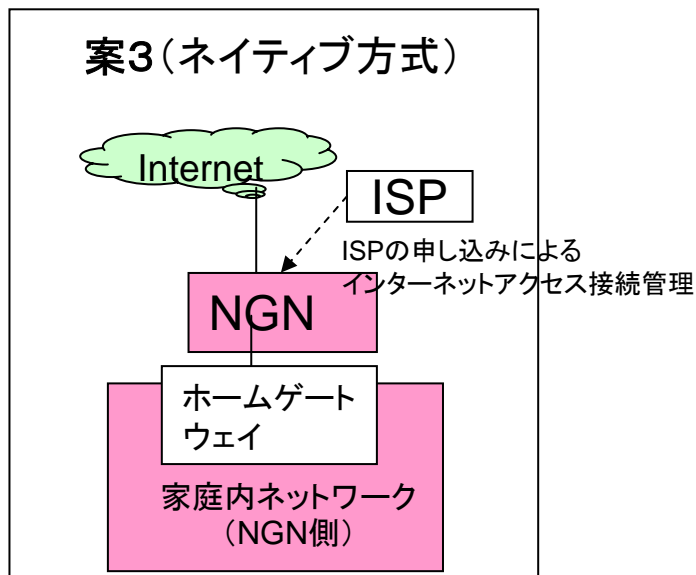 案3(ネイティブ方式)
Internet
ISP
ISPの申し込みによる
インターネットアクセス接続管理
NGN
ホームゲート
ウェイ
家庭内ネットワーク
(NGN側)